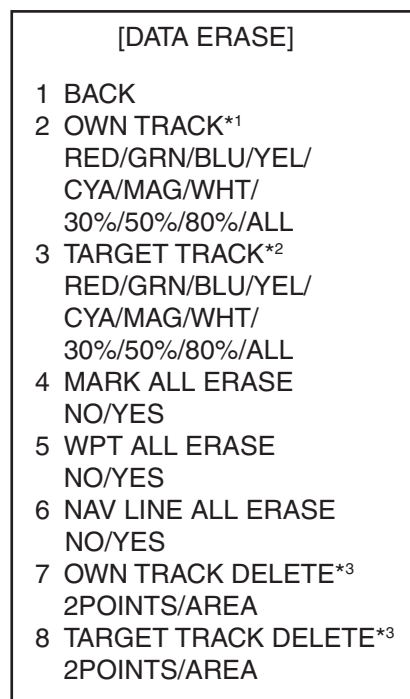 [DATA ERASE]
1 BACK
2 OWN TRACK*1
RED/GRN/BLU/YEL/
CYA/MAG/WHT/
30%/50%/80%/ALL
3 TARGET TRACK*2
RED/GRN/BLU/YEL/
CYA/MAG/WHT/
30%/50%/80%/ALL
4 MARK ALL ERASE
NO/YES
5 WPT ALL ERASE
NO/YES
6 NAV LINE ALL ERASE
NO/YES
7 OWN TRACK DELETE*3
2POINTS/AREA
8 TARGET TRACK DELETE*3
2POINTS/AREA